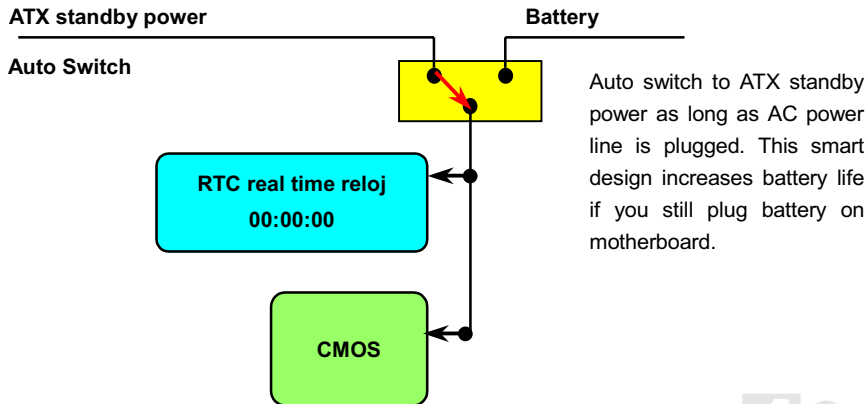 ATX standby power
Battery
Auto Switch
Auto switch to ATX standby
power as long as AC power
line is plugged. This smart
design increases battery life
if you still plug battery on
motherboard.
RTC real time reloj
00:00:00
CMOS